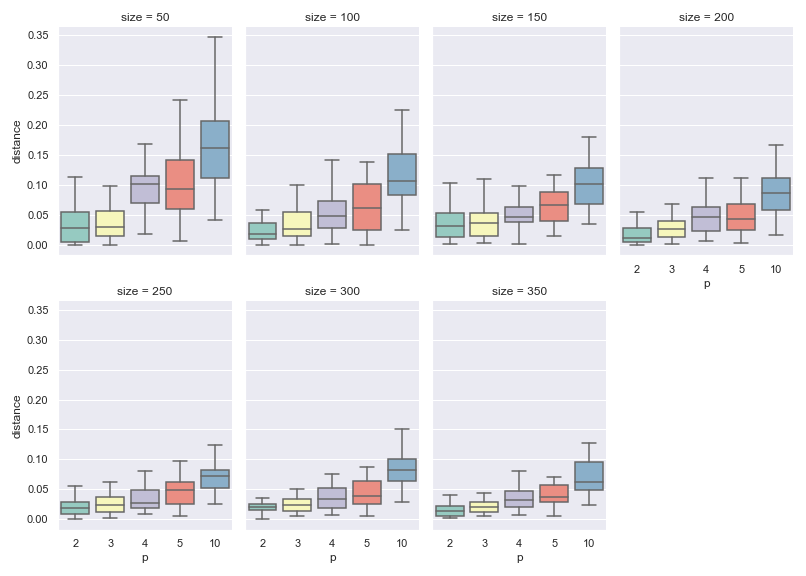 size = 50
size = 100
size = 150
size = 200
0.35
0.30
0.25
0.20
0.15
0.10
0.05
0.00
distance
2 3 4 5 10
p
size = 250
size = 300
size = 350
0.35
0.30
0.25
0.20
0.15
0.10
0.05
0.00
distance
2 3 4 5 10
2 3 4 5 10
2 3 4 5 10
p
p
p